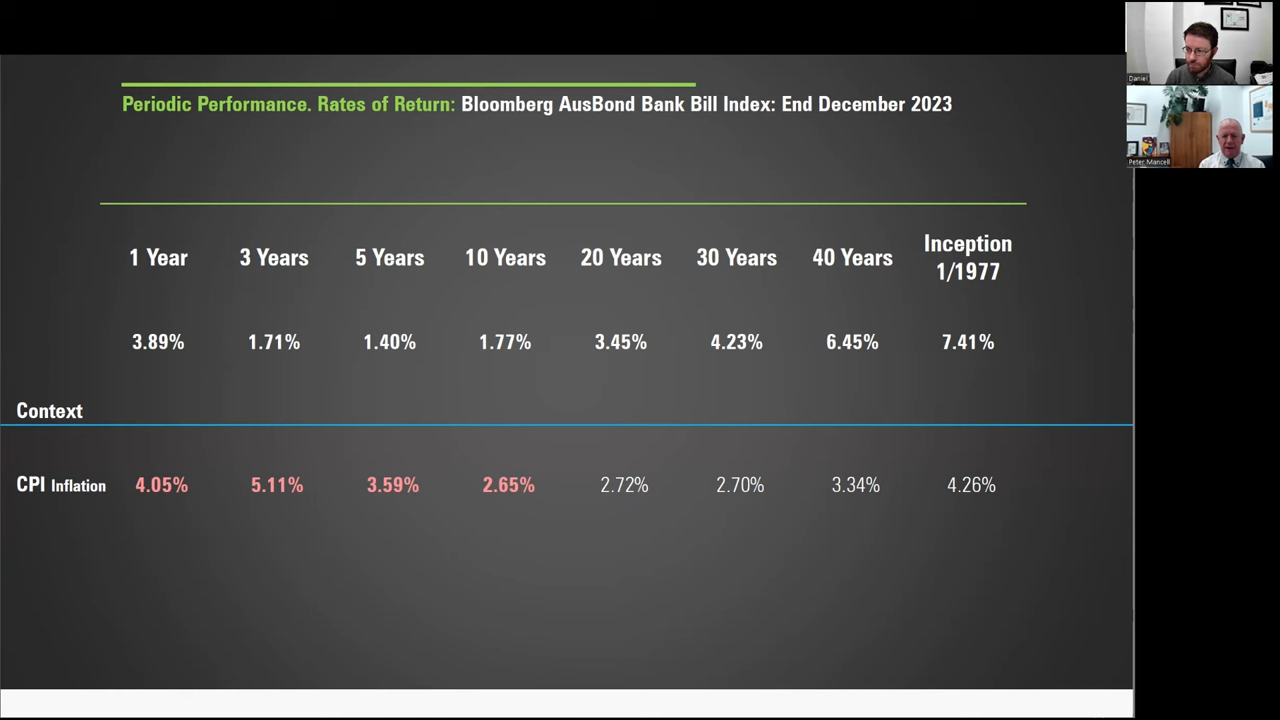 Periodic Performance. Rates of Return: Bloomberg AusBond Bank Bill Index: End December 2023
1 Year 3 Years 5 Years 10 Years 20 Years 30 Years 40 Years Inception 1/1977
3.89% 1.71% 1.40% 1.77% 3.45% 4.23% 6.45% 7.41%
Context
CPI Inflation 4.05% 5.11% 3.59% 2.65% 2.72% 2.70% 3.34% 4.26%
Daniel
Peter Mancell